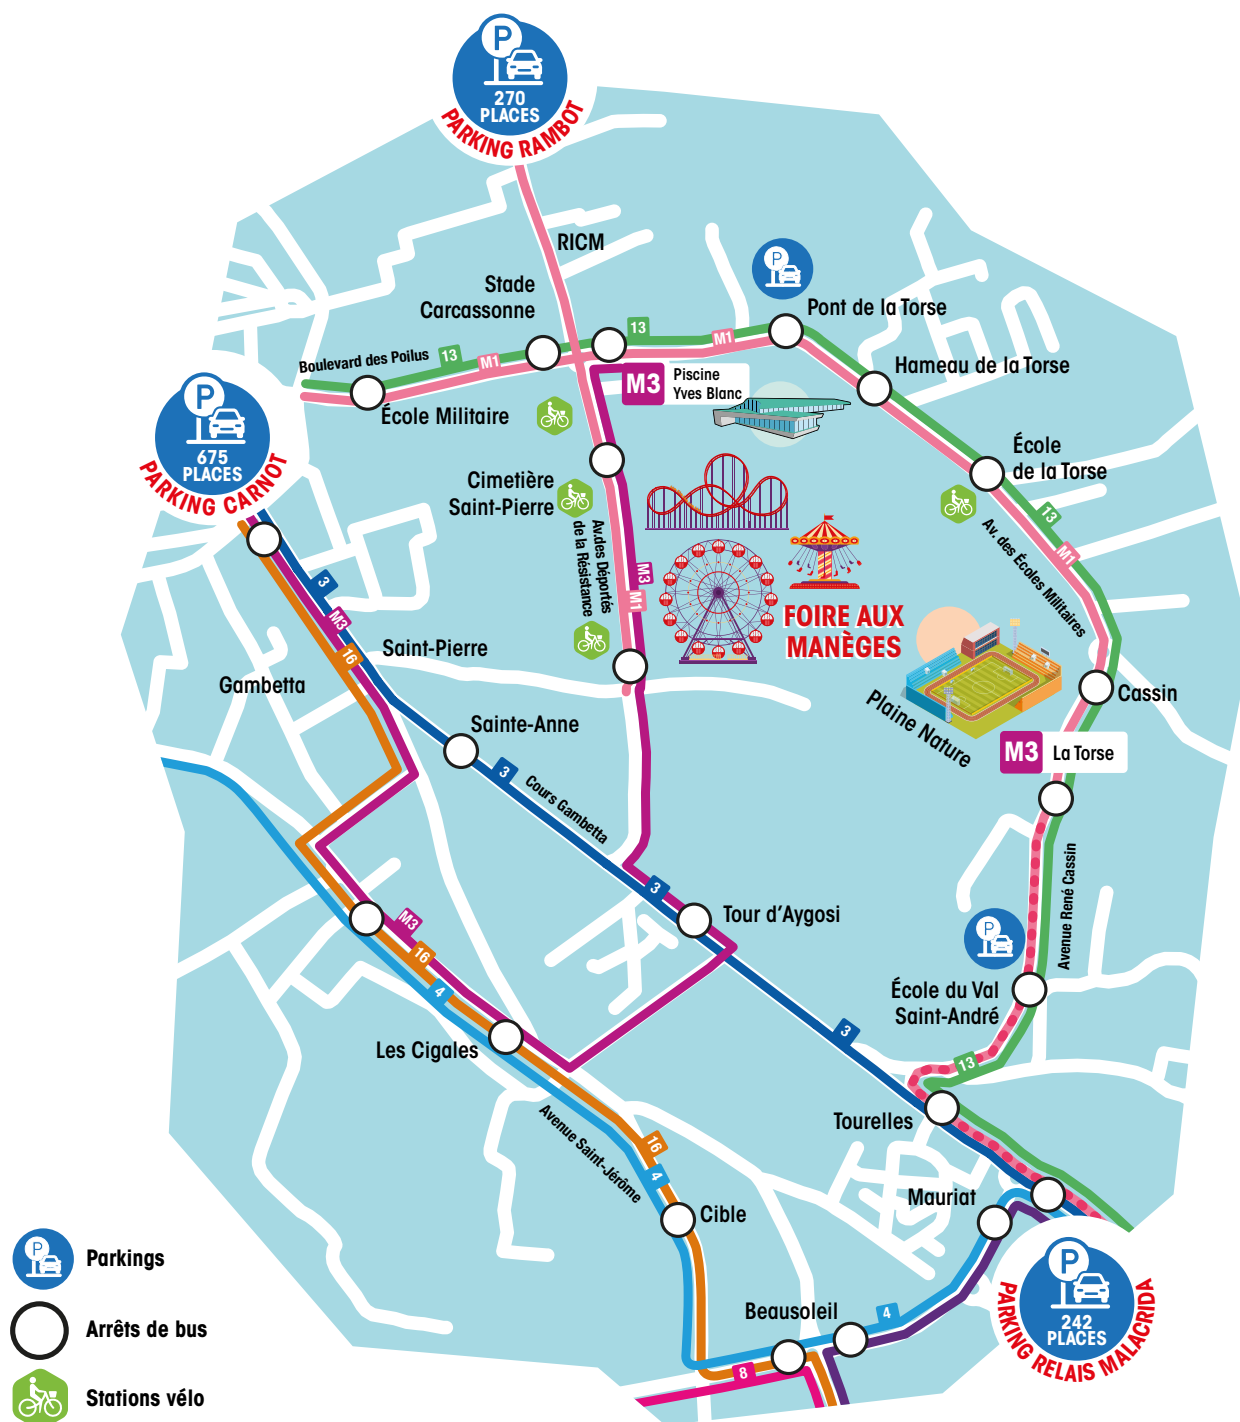 P
270
PLACES
PARKING RAMBOT
RICM
Stade
Carcassonne
P
Pont de la Torse
13
M1
Boulevard des Poilus
13
M1
Hameau de la Torse
M3
Piscine
Yves Blanc
École Militaire
P
675
PLACES
PARKING CARNOT
École
de la Torse
Cimetière
Saint-Pierre
13
M1
Av. des Écoles Militaires
Av.des Déportés
de la Résistance
M3
M1
3
M3
16
FOIRE AUX
MANÈGES
Saint-Pierre
Gambetta
Plaine Nature
Cassin
Sainte-Anne
M3
La Torse
3
Cours Gambetta
3
Tour d'Aygosi
Avenue René Cassin
P
M3
16
4
École du Val
Saint-André
3
Les Cigales
13
Tourelles
Avenue Saint-Jérôme
16
4
Mauriat
Cible
Beausoleil
4
8
P
242
PLACES
PARKING RELAIS MALACRIDA
P
Parkings
Arrêts de bus
Stations vélo